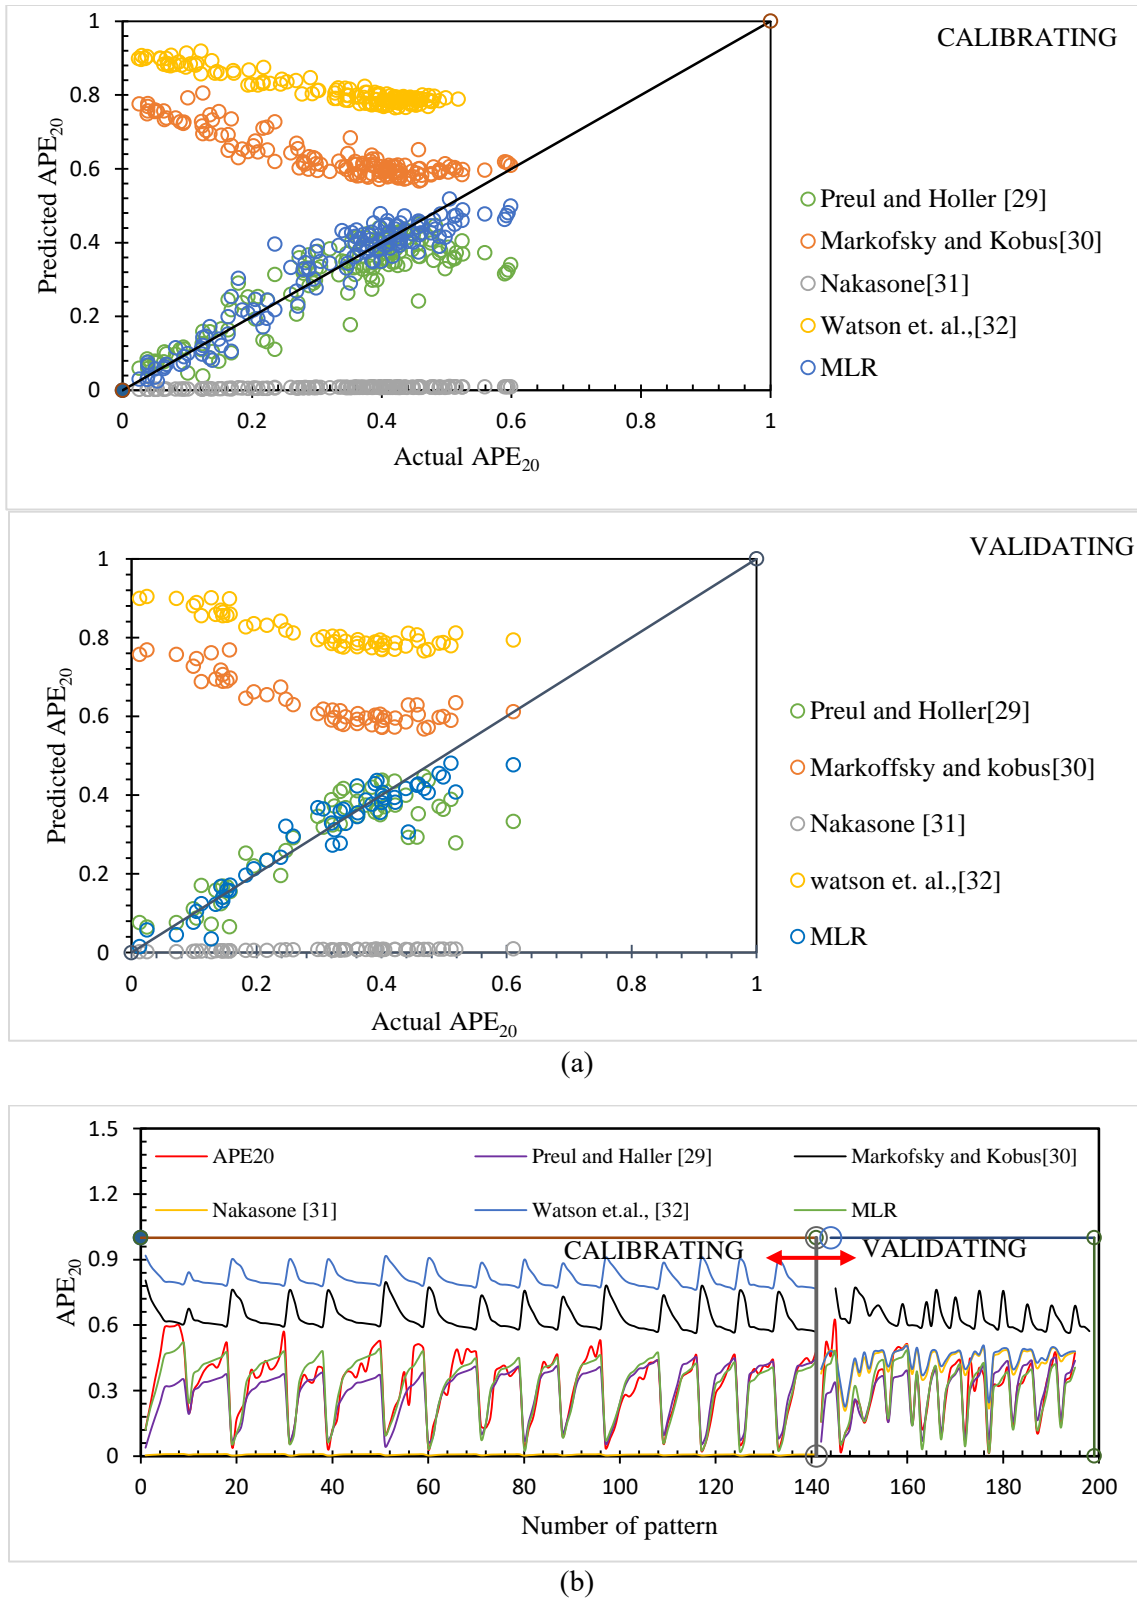 CALIBRATING
1
0.8
0.6
0.4
0.2
0
Predicted APE20
0 0.2 0.4 0.6 0.8 1
Actual APE20
Preul and Holler [29]
Markofsky and Kobus[30]
Nakasone[31]
Watson et. al.,[32]
MLR
VALIDATING
1
0.8
0.6
0.4
0.2
0
Predicted APE20
0 0.2 0.4 0.6 0.8 1
Actual APE20
Preul and Holler[29]
Markoffsky and kobus[30]
Nakasone [31]
watson et. al.,[32]
MLR
(a)
1.5
1.2
0.9
0.6
0.3
0
APE20
APE20 Preul and Haller [29] Markofsky and Kobus[30]
Nakasone [31] Watson et.al., [32] MLR
CALIBRATING VALIDATING
0 20 40 60 80 100 120 140 160 180 200
Number of pattern
(b)